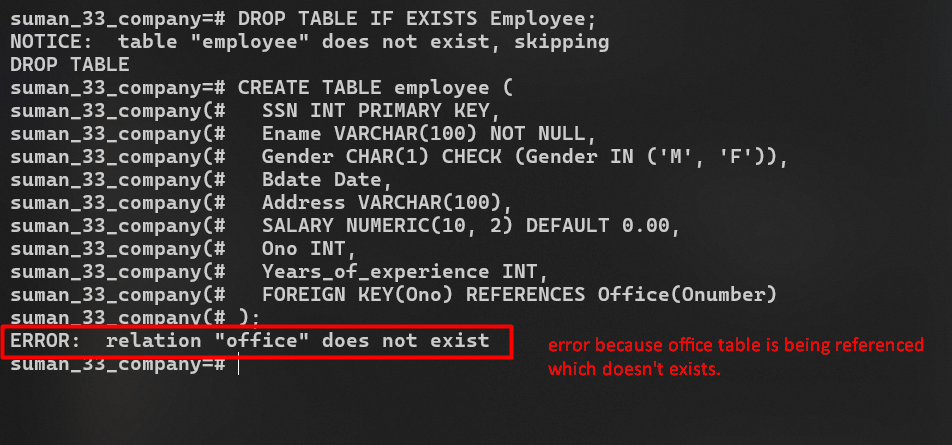 suman_33_company=# DROP TABLE IF EXISTS Employee;
NOTICE:  table "employee" does not exist, skipping
DROP TABLE
suman_33_company=# CREATE TABLE employee (
suman_33_company(#   SSN INT PRIMARY KEY,
suman_33_company(#   Ename VARCHAR(100) NOT NULL,
suman_33_company(#   Gender CHAR(1) CHECK (Gender IN ('M', 'F')),
suman_33_company(#   Bdate Date,
suman_33_company(#   Address VARCHAR(100),
suman_33_company(#   SALARY NUMERIC(10, 2) DEFAULT 0.00,
suman_33_company(#   Ono INT,
suman_33_company(#   Years_of_experience INT,
suman_33_company(#   FOREIGN KEY(Ono) REFERENCES Office(Onumber)
suman_33_company(# );
ERROR:  relation "office" does not exist
suman_33_company=#
error because office table is being referenced
which doesn't exists.